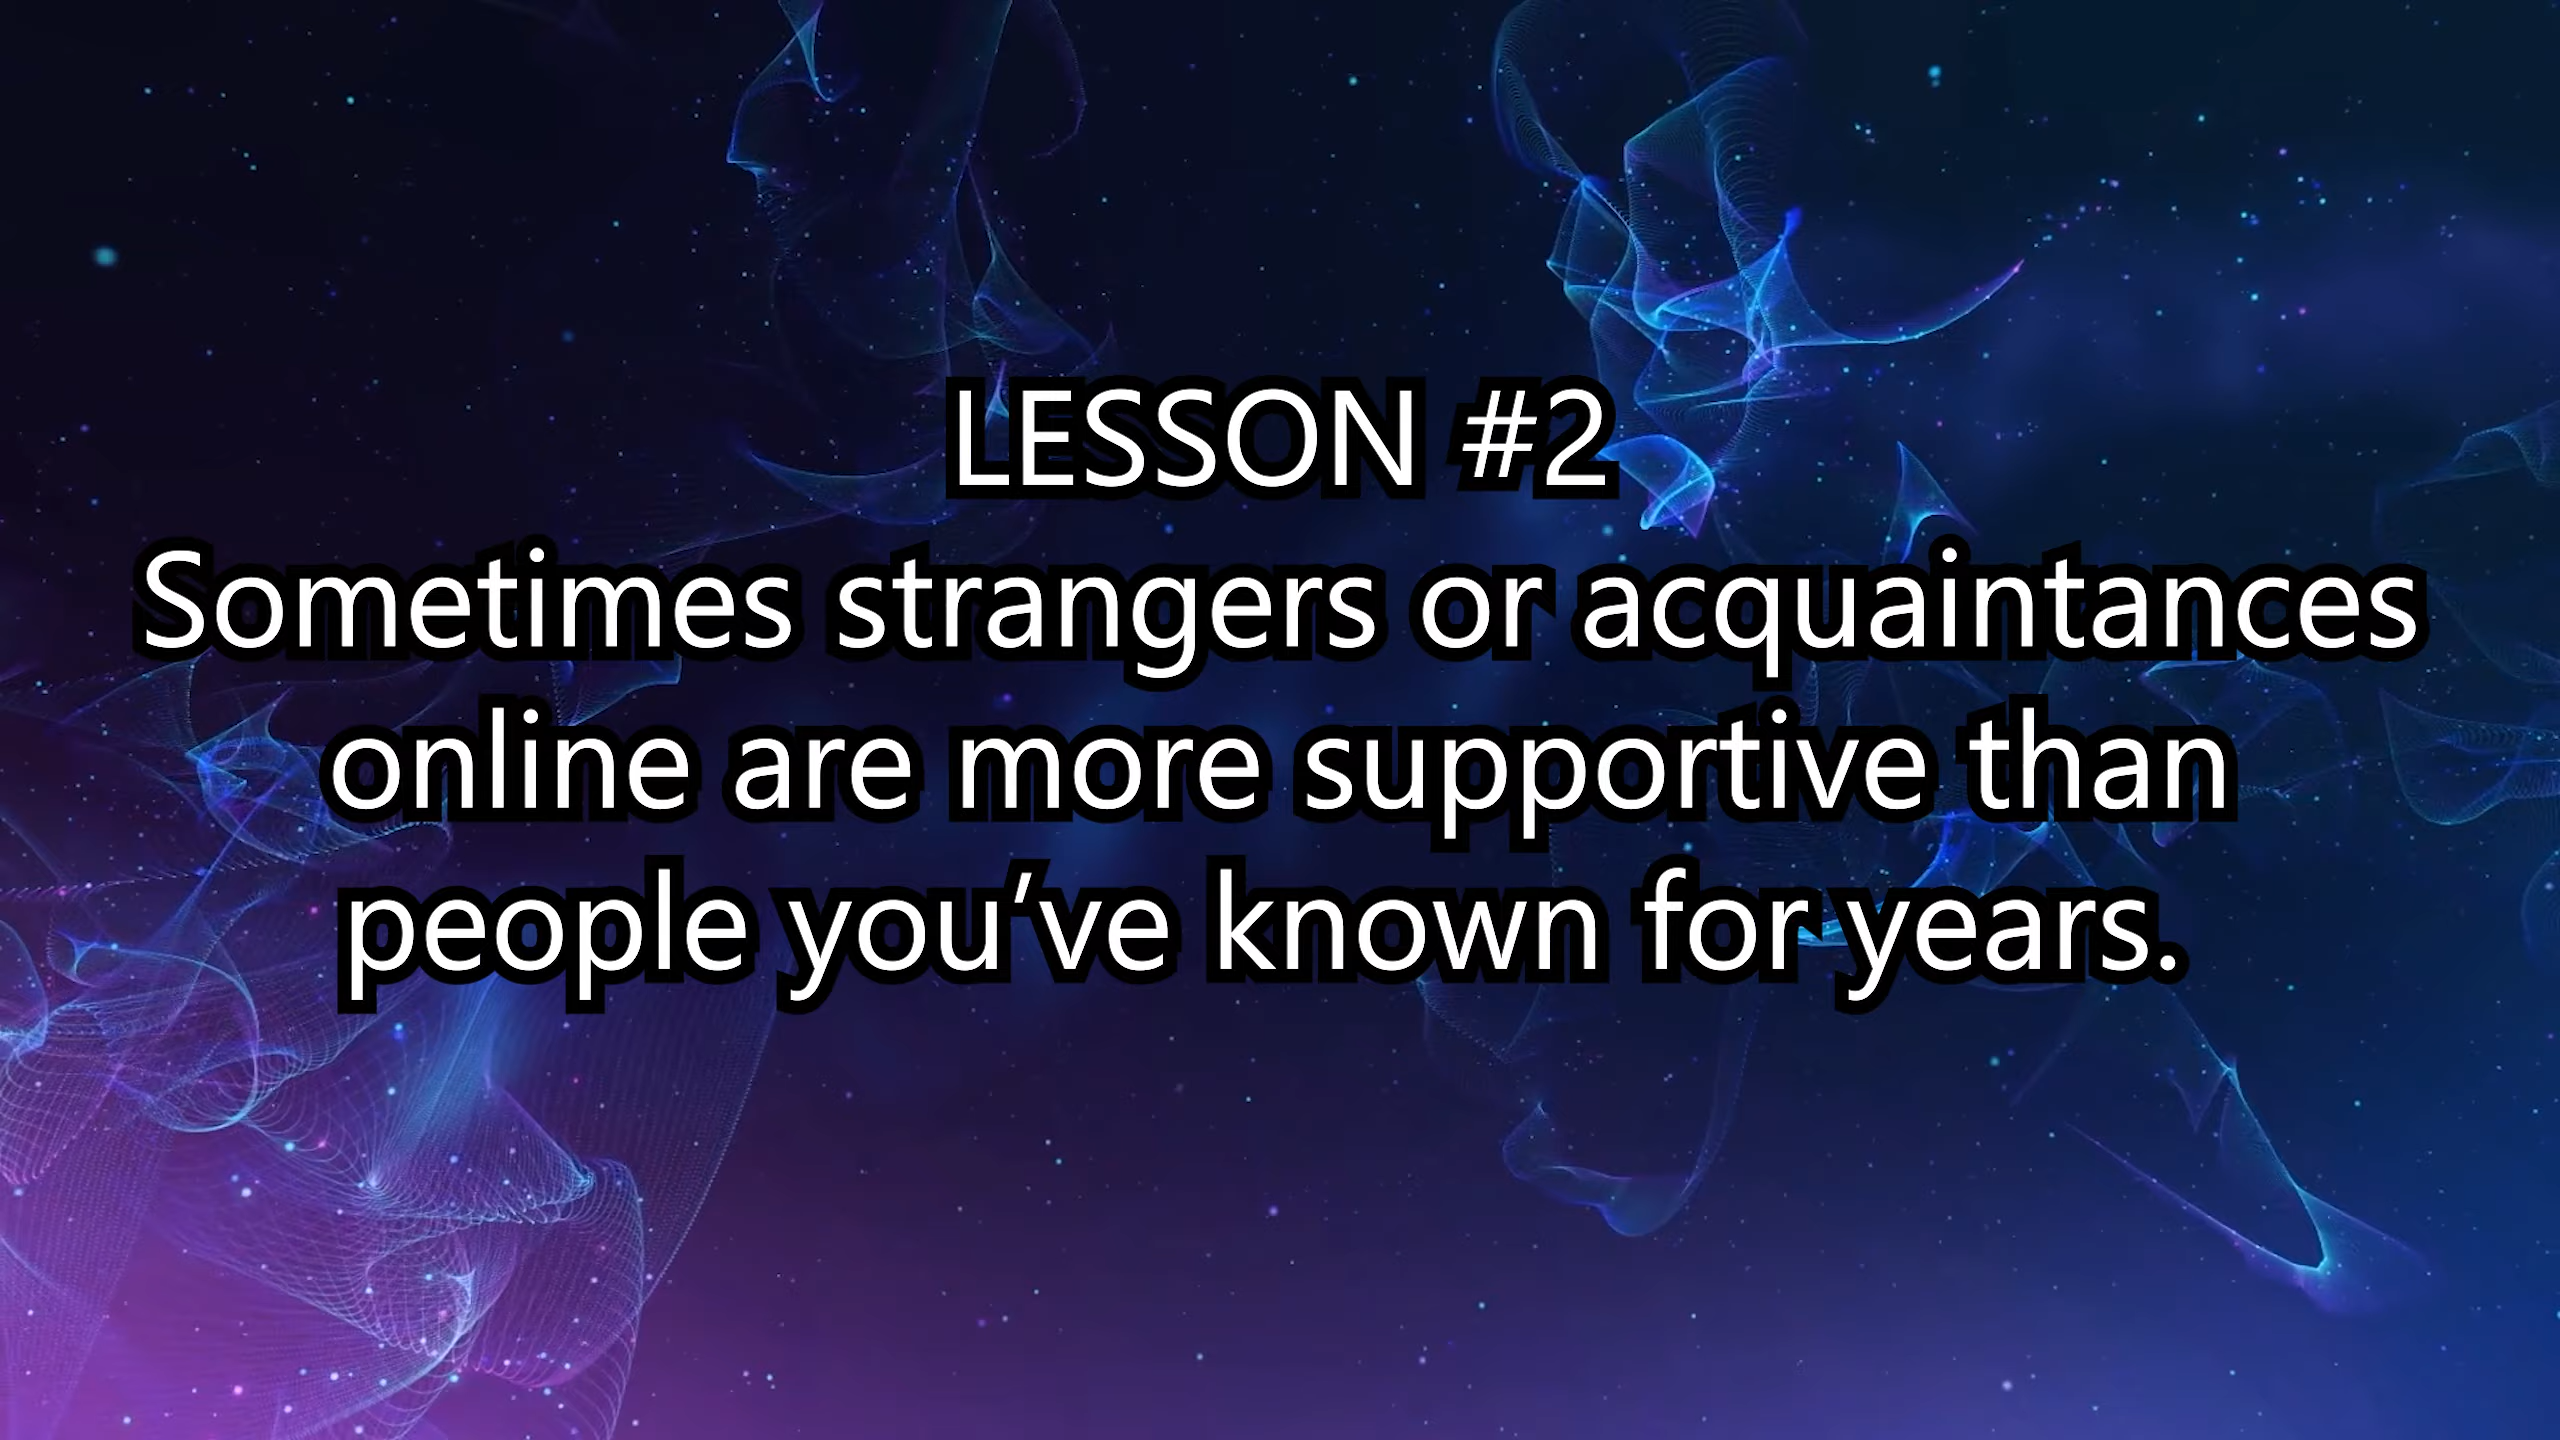 LESSON #2
Sometimes strangers or acquaintances
online are more supportive than
people you’ve known for years.